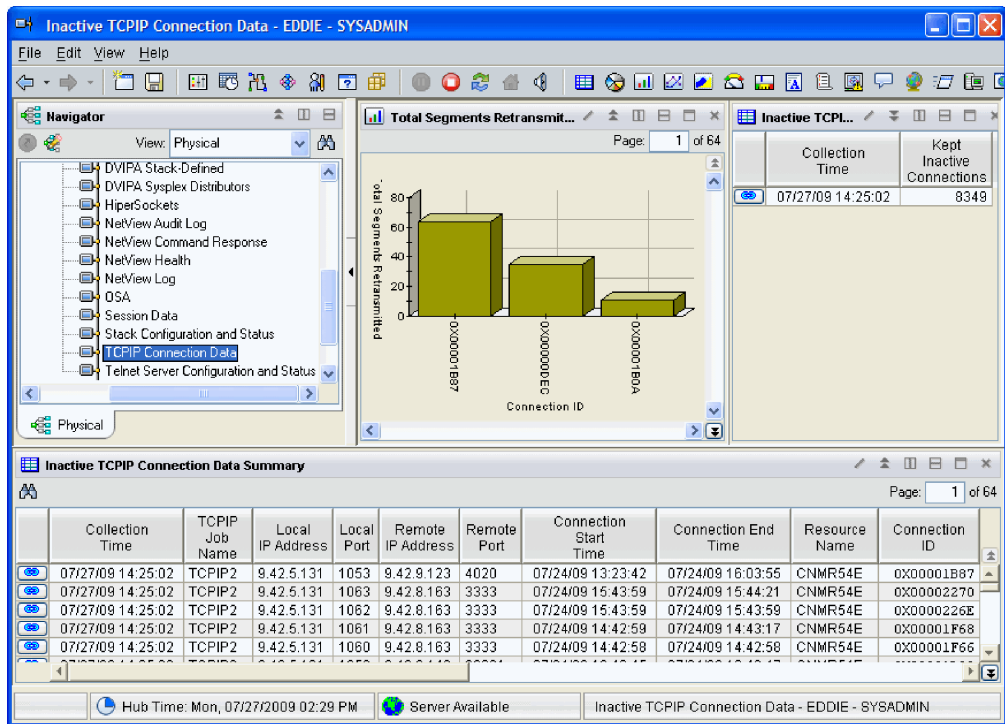 Inactive TCPIP Connection Data - EDDIE - SYSADMIN
File Edit View Help
Navigator
View: Physical
DVIPA Stack-Defined
DVIPA Sysplex Distributors
HiperSockets
NetView Audit Log
NetView Command Response
NetView Health
NetView Log
OSA
Session Data
Stack Configuration and Status
TCPIP Connection Data
Telnet Server Configuration and Status
Physical
Total Segments Retransmit...
Page: 1 of 64
otal Segments Retransmitted
80
60
40
20
0
0X00001B87
0X00000DEC
0X00001B0A
Connection ID
Inactive TCPI...
Collection Time
Kept Inactive Connections
07/27/09 14:25:02 8349
Inactive TCPIP Connection Data Summary
Page: 1 of 64
Collection Time
TCPIP Job Name
Local IP Address
Local Port
Remote IP Address
Remote Port
Connection Start Time
Connection End Time
Resource Name
Connection ID
07/27/09 14:25:02 TCPIP2 9.42.5.131 1053 9.42.9.123 4020 07/24/09 13:23:42 07/24/09 16:03:55 CNMR54E 0X00001B87
07/27/09 14:25:02 TCPIP2 9.42.5.131 1063 9.42.8.163 3333 07/24/09 15:43:59 07/24/09 15:44:21 CNMR54E 0X00002270
07/27/09 14:25:02 TCPIP2 9.42.5.131 1062 9.42.8.163 3333 07/24/09 15:43:59 07/24/09 15:43:59 CNMR54E 0X0000226E
07/27/09 14:25:02 TCPIP2 9.42.5.131 1061 9.42.8.163 3333 07/24/09 14:42:59 07/24/09 14:43:17 CNMR54E 0X00001F68
07/27/09 14:25:02 TCPIP2 9.42.5.131 1060 9.42.8.163 3333 07/24/09 14:42:58 07/24/09 14:42:58 CNMR54E 0X00001F66
Hub Time: Mon, 07/27/2009 02:29 PM
Server Available
Inactive TCPIP Connection Data - EDDIE - SYSADMIN